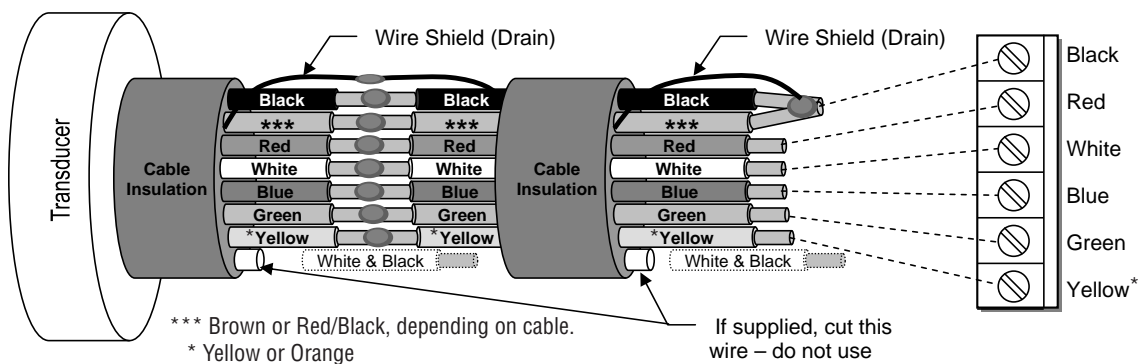 Wire Shield (Drain)
Wire Shield (Drain)
Transducer
Cable
Insulation
Black
***
Red
White
Blue
Green
*Yellow
White & Black
Black
***
Red
White
Blue
Green
*Yellow
Cable
Insulation
Black
***
Red
White
Blue
Green
*Yellow
White & Black
Black
Red
White
Blue
Green
Yellow*
*** Brown or Red/Black, depending on cable.
* Yellow or Orange
If supplied, cut this
wire – do not use